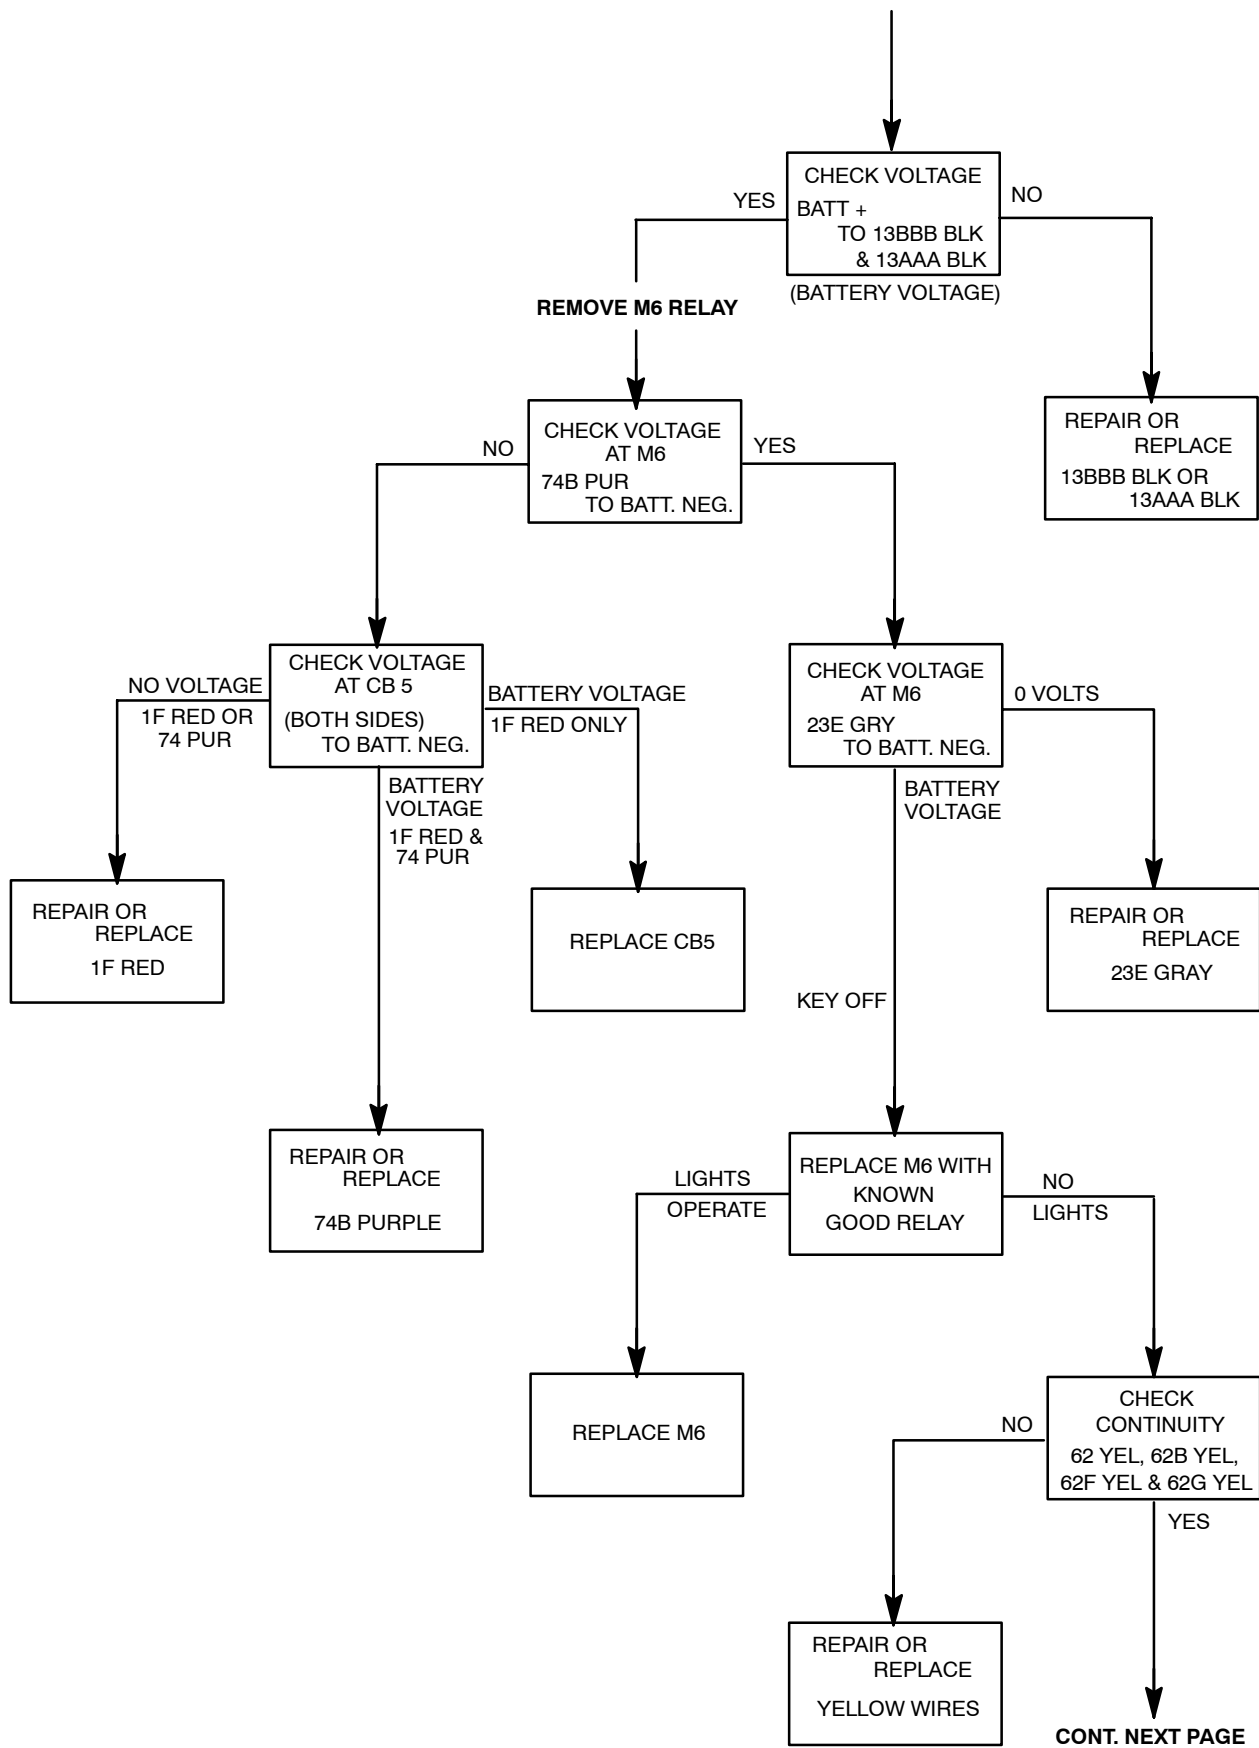 CHECK VOLTAGE
BATT +
TO 13BBB BLK
& 13AAA BLK
YES
NO
(BATTERY VOLTAGE)
REMOVE M6 RELAY
CHECK VOLTAGE
AT M6
74B PUR
TO BATT. NEG.
NO
YES
REPAIR OR
REPLACE
13BBB BLK OR
13AAA BLK
CHECK VOLTAGE
AT CB 5
(BOTH SIDES)
TO BATT. NEG.
NO VOLTAGE
1F RED OR
74 PUR
BATTERY VOLTAGE
1F RED ONLY
BATTERY
VOLTAGE
1F RED &
74 PUR
CHECK VOLTAGE
AT M6
23E GRY
TO BATT. NEG.
0 VOLTS
BATTERY
VOLTAGE
REPAIR OR
REPLACE
1F RED
REPLACE CB5
KEY OFF
REPAIR OR
REPLACE
23E GRAY
REPAIR OR
REPLACE
74B PURPLE
REPLACE M6 WITH
KNOWN
GOOD RELAY
LIGHTS
OPERATE
NO
LIGHTS
REPLACE M6
CHECK
CONTINUITY
62 YEL, 62B YEL,
62F YEL & 62G YEL
NO
YES
REPAIR OR
REPLACE
YELLOW WIRES
CONT. NEXT PAGE